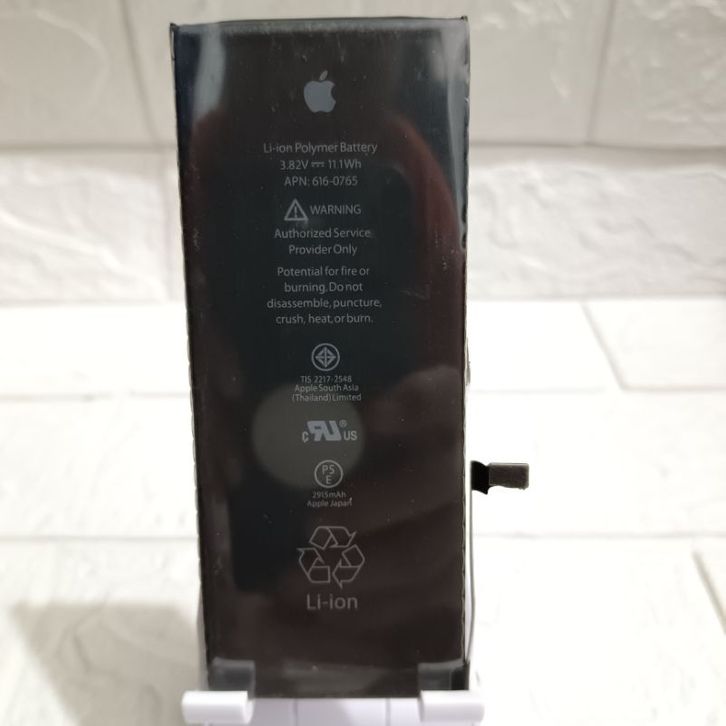 Li-ion Polymer Battery
3.82V ⎓ 11.1Wh
APN: 616-0765
WARNING
Authorized Service
Provider Only
Potential for fire or
burning. Do not
disassemble, puncture,
crush, heat, or burn.
TIS 2217-2548
Apple South Asia
(Thailand) Limited
c RU ® US
PS
E
2915mAh
Apple Japan
Li-ion